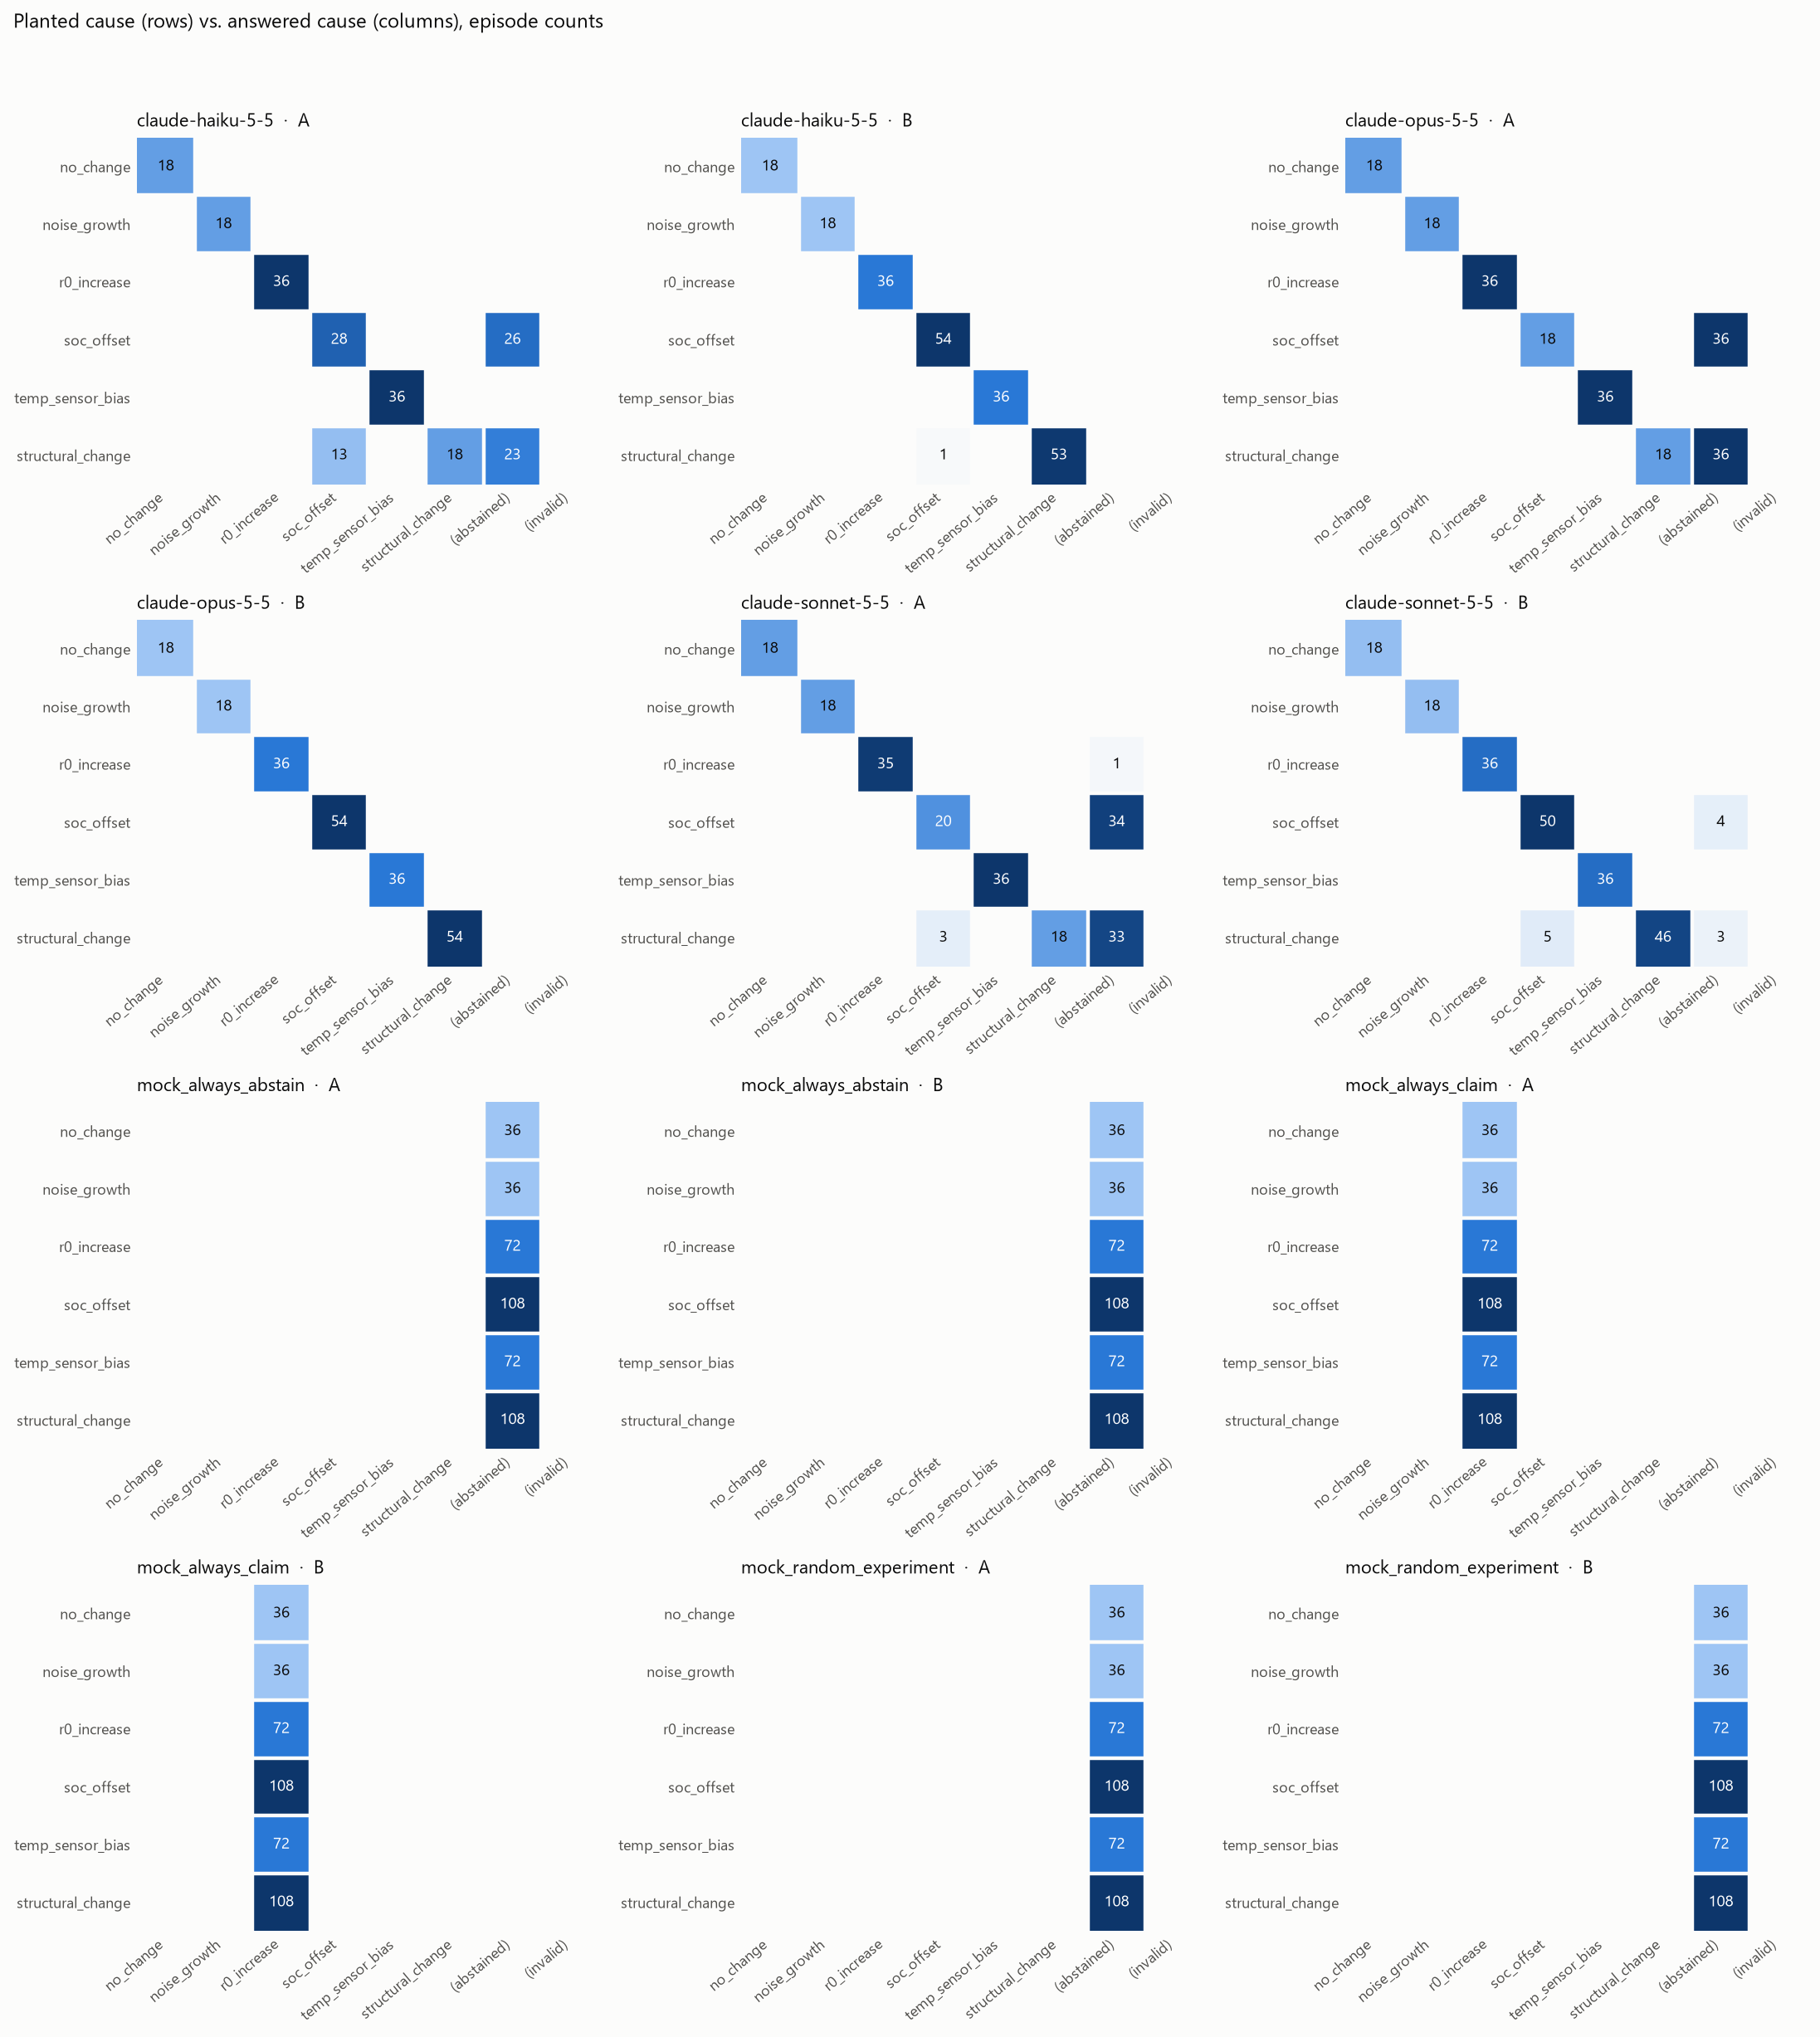 Planted cause (rows) vs. answered cause (columns), episode counts
claude-haiku-5-5 · A
no_change 18
noise_growth 18
r0_increase 36
soc_offset 28 26
temp_sensor_bias 36
structural_change 13 18 23
no_change noise_growth r0_increase soc_offset temp_sensor_bias structural_change (abstained) (invalid)
claude-haiku-5-5 · B
no_change 18
noise_growth 18
r0_increase 36
soc_offset 54
temp_sensor_bias 36
structural_change 1 53
no_change noise_growth r0_increase soc_offset temp_sensor_bias structural_change (abstained) (invalid)
claude-opus-5-5 · A
no_change 18
noise_growth 18
r0_increase 36
soc_offset 18 36
temp_sensor_bias 36
structural_change 18 36
no_change noise_growth r0_increase soc_offset temp_sensor_bias structural_change (abstained) (invalid)
claude-opus-5-5 · B
no_change 18
noise_growth 18
r0_increase 36
soc_offset 54
temp_sensor_bias 36
structural_change 54
no_change noise_growth r0_increase soc_offset temp_sensor_bias structural_change (abstained) (invalid)
claude-sonnet-5-5 · A
no_change 18
noise_growth 18
r0_increase 35 1
soc_offset 20 34
temp_sensor_bias 36
structural_change 3 18 33
no_change noise_growth r0_increase soc_offset temp_sensor_bias structural_change (abstained) (invalid)
claude-sonnet-5-5 · B
no_change 18
noise_growth 18
r0_increase 36
soc_offset 50 4
temp_sensor_bias 36
structural_change 5 46 3
no_change noise_growth r0_increase soc_offset temp_sensor_bias structural_change (abstained) (invalid)
mock_always_abstain · A
no_change 36
noise_growth 36
r0_increase 72
soc_offset 108
temp_sensor_bias 72
structural_change 108
no_change noise_growth r0_increase soc_offset temp_sensor_bias structural_change (abstained) (invalid)
mock_always_abstain · B
no_change 36
noise_growth 36
r0_increase 72
soc_offset 108
temp_sensor_bias 72
structural_change 108
no_change noise_growth r0_increase soc_offset temp_sensor_bias structural_change (abstained) (invalid)
mock_always_claim · A
no_change 36
noise_growth 36
r0_increase 72
soc_offset 108
temp_sensor_bias 72
structural_change 108
no_change noise_growth r0_increase soc_offset temp_sensor_bias structural_change (abstained) (invalid)
mock_always_claim · B
no_change 36
noise_growth 36
r0_increase 72
soc_offset 108
temp_sensor_bias 72
structural_change 108
no_change noise_growth r0_increase soc_offset temp_sensor_bias structural_change (abstained) (invalid)
mock_random_experiment · A
no_change 36
noise_growth 36
r0_increase 72
soc_offset 108
temp_sensor_bias 72
structural_change 108
no_change noise_growth r0_increase soc_offset temp_sensor_bias structural_change (abstained) (invalid)
mock_random_experiment · B
no_change 36
noise_growth 36
r0_increase 72
soc_offset 108
temp_sensor_bias 72
structural_change 108
no_change noise_growth r0_increase soc_offset temp_sensor_bias structural_change (abstained) (invalid)